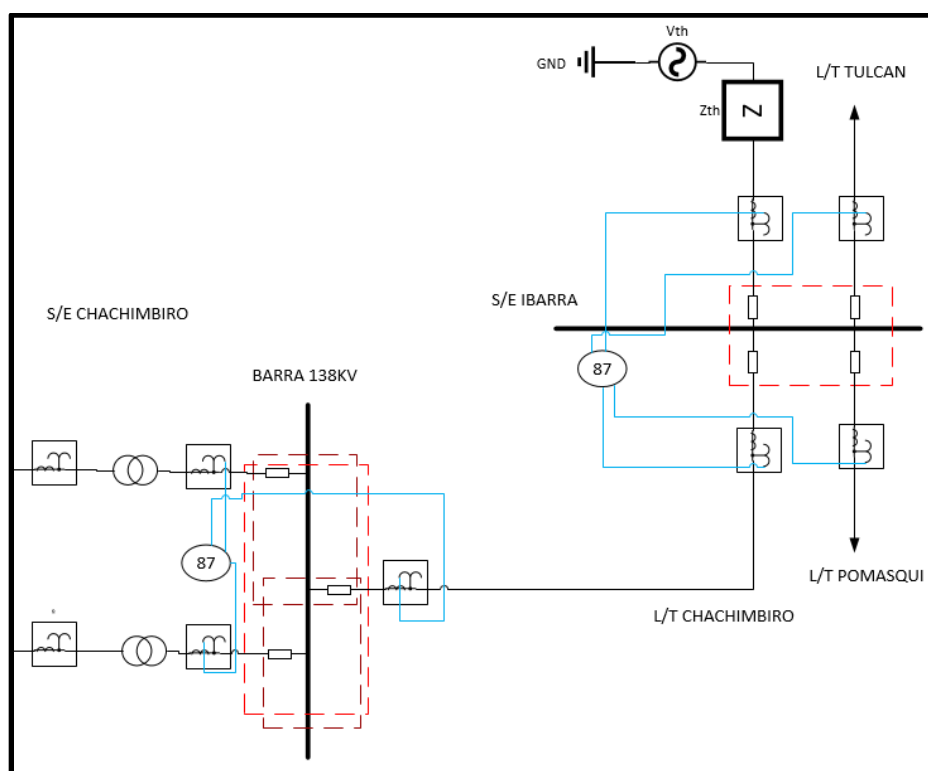 Vth
GND
L/T TULCAN
Zth
Z
S/E CHACHIMBIRO
S/E IBARRA
87
BARRA 138KV
87
L/T POMASQUI
L/T CHACHIMBIRO